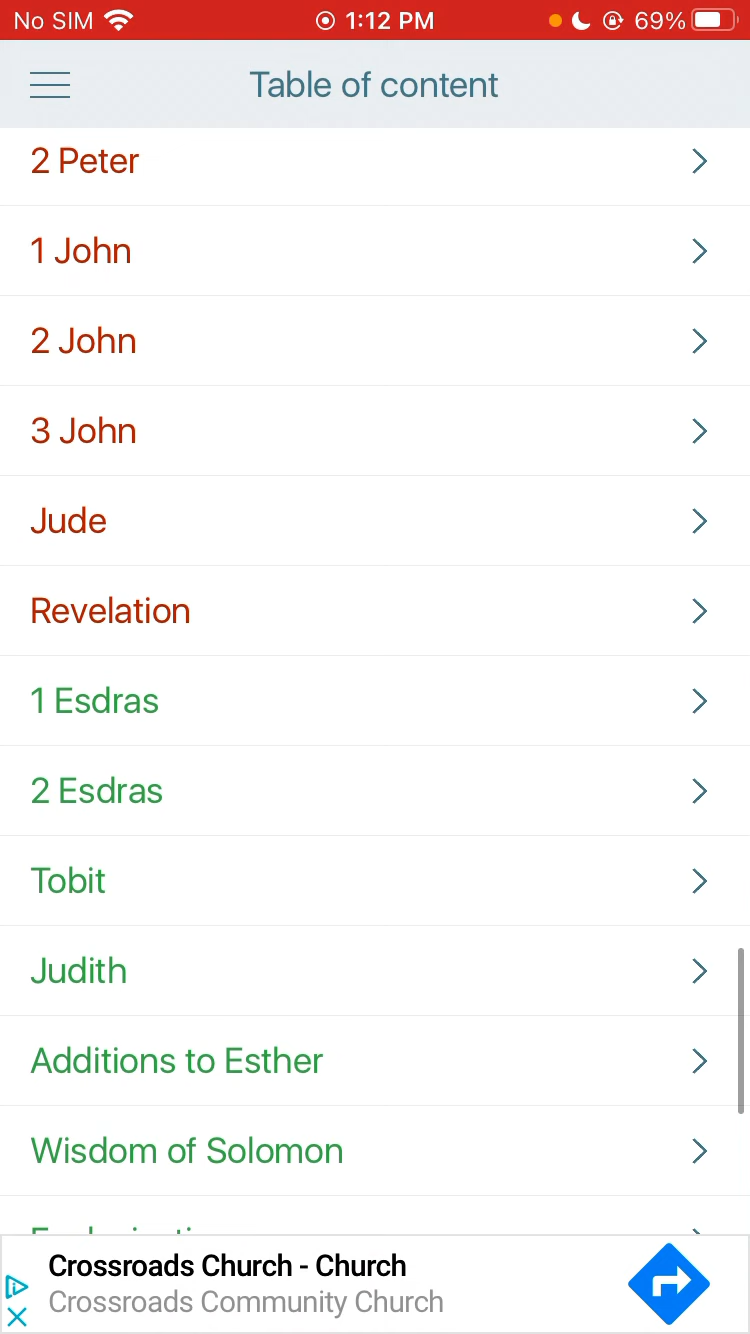 No SIM 1:12 PM 69%
Table of content
2 Peter
1 John
2 John
3 John
Jude
Revelation
1 Esdras
2 Esdras
Tobit
Judith
Additions to Esther
Wisdom of Solomon
Crossroads Church - Church
Crossroads Community Church